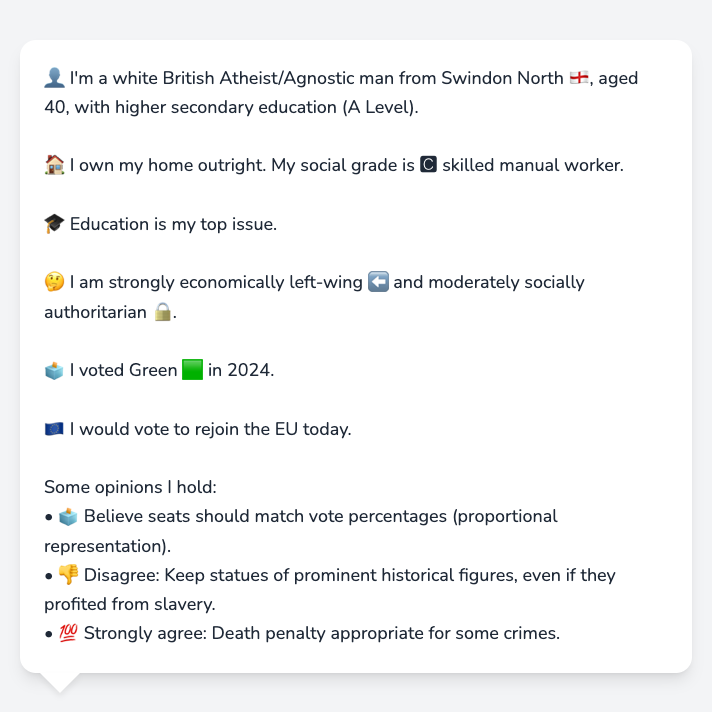 👤 I'm a white British Atheist/Agnostic man from Swindon North 🏴󠁧󠁢󠁥󠁮󠁧󠁿, aged
40, with higher secondary education (A Level).
🏠 I own my home outright. My social grade is 🅲 skilled manual worker.
🎓 Education is my top issue.
🤔 I am strongly economically left-wing ⬅️ and moderately socially
authoritarian 🔒.
🗳️ I voted Green 🟩 in 2024.
🇪🇺 I would vote to rejoin the EU today.
Some opinions I hold:
• 🗳️ Believe seats should match vote percentages (proportional
representation).
• 👎 Disagree: Keep statues of prominent historical figures, even if they
profited from slavery.
• 💯 Strongly agree: Death penalty appropriate for some crimes.